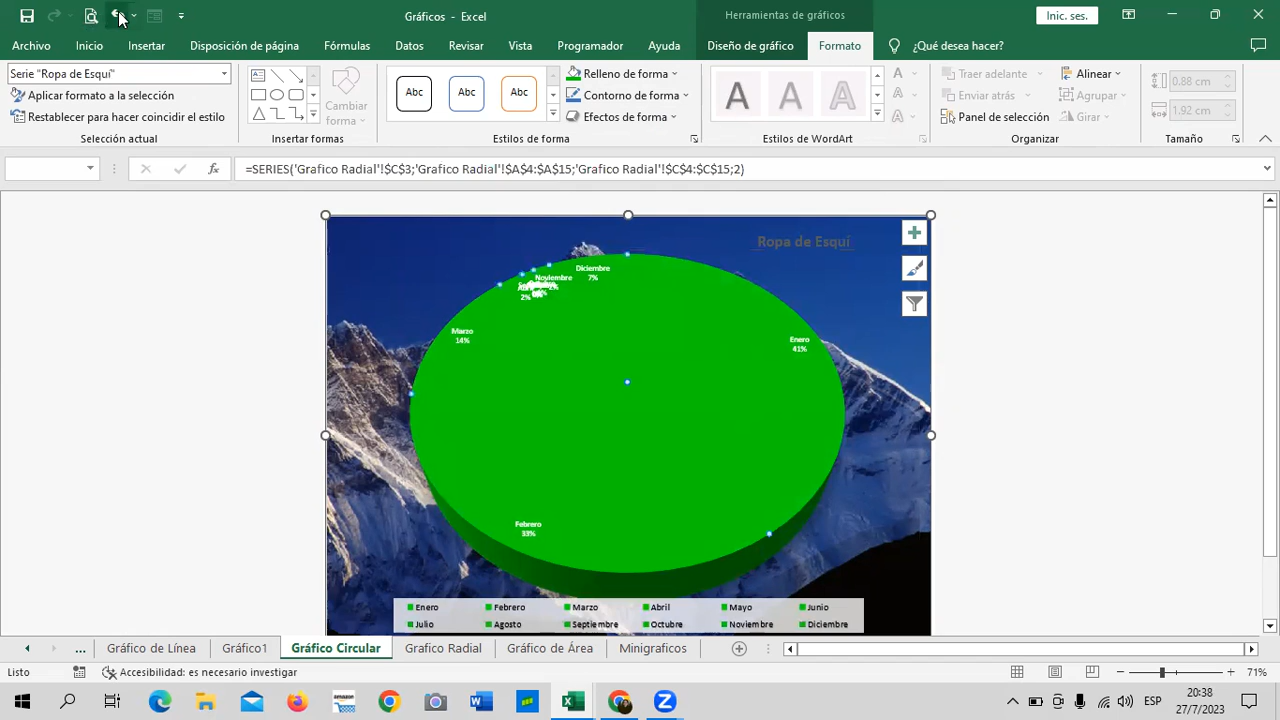 Gráficos - Excel
Herramientas de gráficos
Inic. ses.
Archivo
Inicio
Insertar
Disposición de página
Fórmulas
Datos
Revisar
Vista
Programador
Ayuda
Diseño de gráfico
Formato
¿Qué desea hacer?
Serie "Ropa de Esqui"
Aplicar formato a la selección
Restablecer para hacer coincidir el estilo
Selección actual
Cambiar forma
Insertar formas
Abc Abc Abc
Relleno de forma
Contorno de forma
Efectos de forma
Estilos de forma
A A A
Estilos de WordArt
Traer adelante
Enviar atrás
Panel de selección
Alinear
Agrupar
Girar
Organizar
0.88 cm
1.92 cm
Tamaño
fx
=SERIES('Grafico Radial'!$C$3;'Grafico Radial'!$A$4:$A$15;'Grafico Radial'!$C$4:$C$15;2)
Ropa de Esqui
Diciembre
7%
Noviembre
2%
Marzo
14%
Enero
41%
Febrero
33%
Enero Febrero Marzo Abril Mayo Junio
Julio Agosto Septiembre Octubre Noviembre Diciembre
... Gráfico de Línea Gráfico1 Gráfico Circular Grafico Radial Gráfico de Área Minigraficos
Listo
Accesibilidad: es necesario investigar
71%
amazon
ESP
20:38
27/7/2023